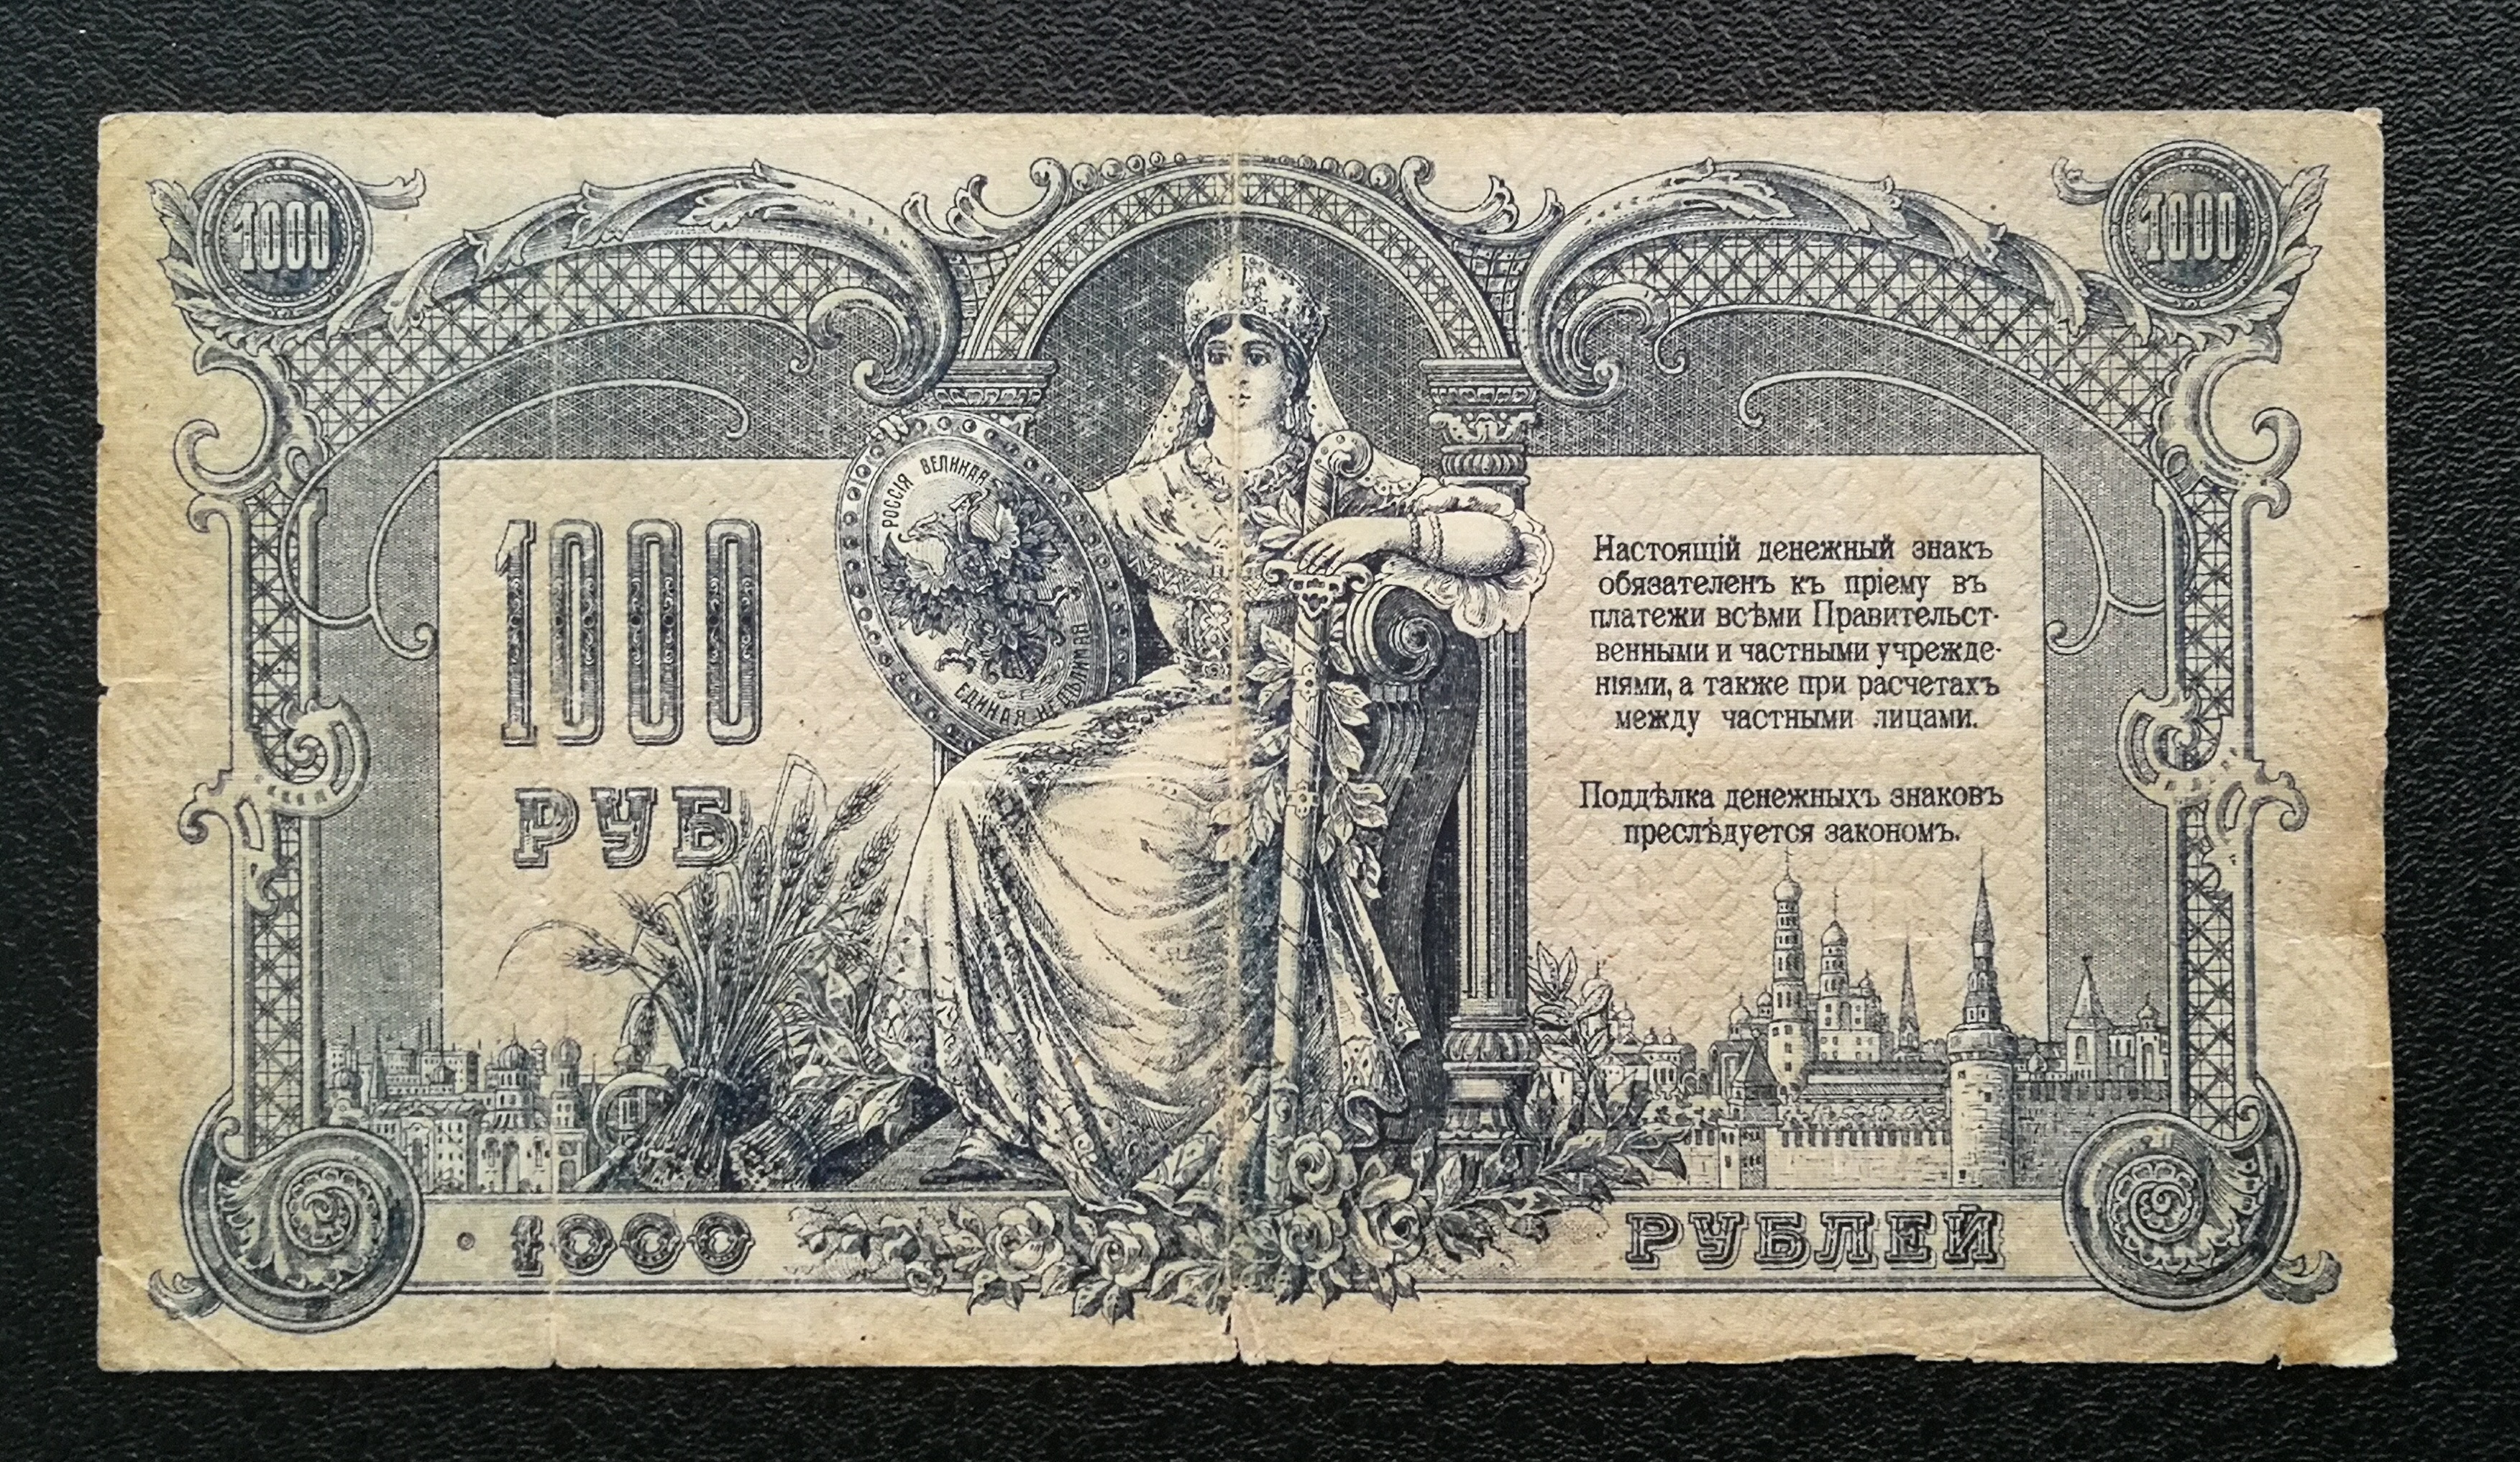 1000
1000
РОССІЯ ВЕЛИКАЯ
ЕДИНАЯ НЕДѢЛИМАЯ
1000
РУБ
Настоящій денежный знакъ
обязателенъ къ пріему въ
платежи всѣми Правительст-
венными и частными учрежде-
ніями, а также при расчетахъ
между частными лицами.
Поддѣлка денежныхъ знаковъ
преслѣдуется закономъ.
1000
РУБЛЕЙ